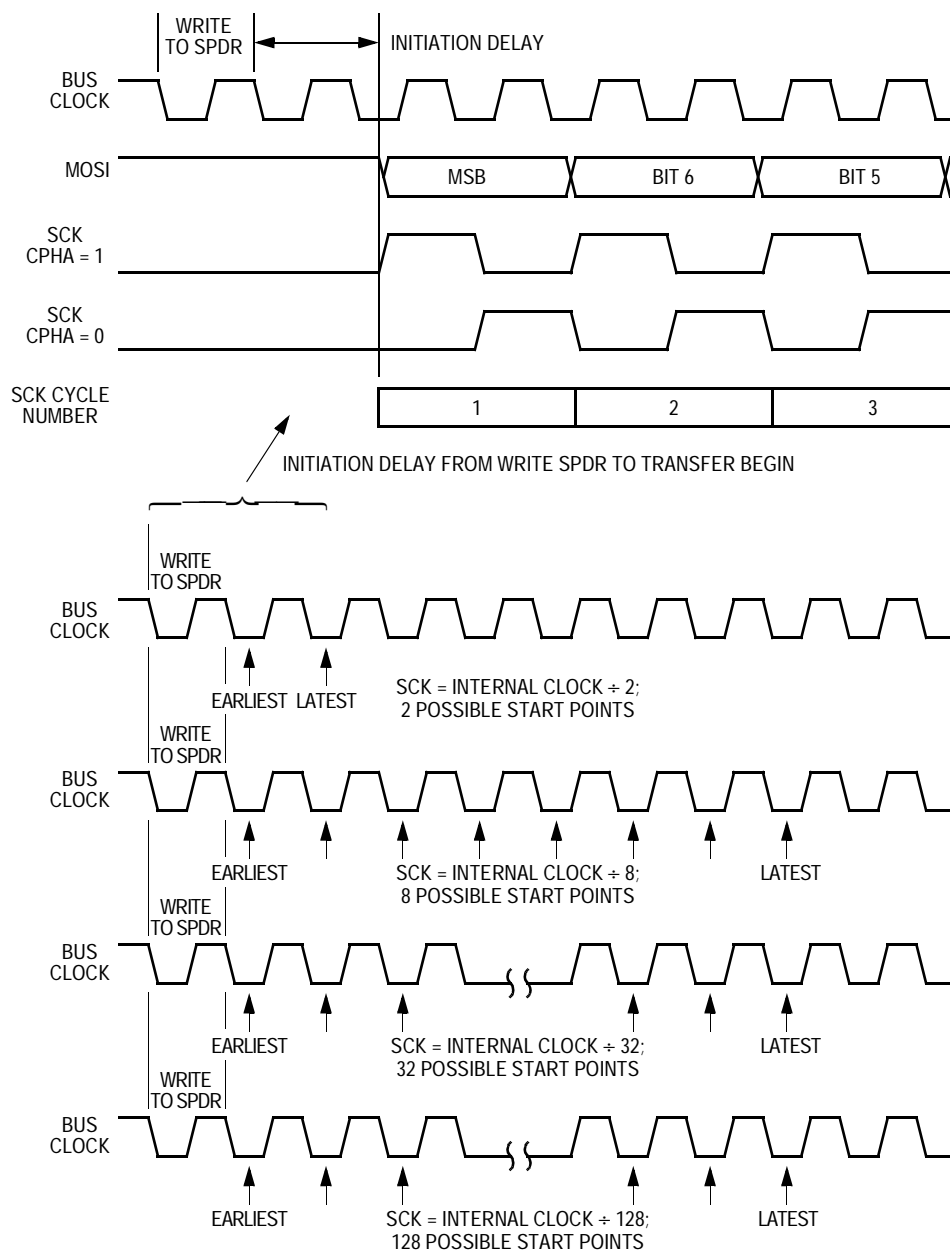 WRITE
TO SPDR
INITIATION DELAY
BUS
CLOCK
MOSI
MSB
BIT 6
BIT 5
SCK
CPHA = 1
SCK
CPHA = 0
SCK CYCLE
NUMBER
1
2
3
INITIATION DELAY FROM WRITE SPDR TO TRANSFER BEGIN
WRITE
TO SPDR
BUS
CLOCK
EARLIEST
LATEST
SCK = INTERNAL CLOCK ÷ 2;
2 POSSIBLE START POINTS
WRITE
TO SPDR
BUS
CLOCK
EARLIEST
SCK = INTERNAL CLOCK ÷ 8;
8 POSSIBLE START POINTS
LATEST
WRITE
TO SPDR
BUS
CLOCK
EARLIEST
SCK = INTERNAL CLOCK ÷ 32;
32 POSSIBLE START POINTS
LATEST
WRITE
TO SPDR
BUS
CLOCK
EARLIEST
SCK = INTERNAL CLOCK ÷ 128;
128 POSSIBLE START POINTS
LATEST